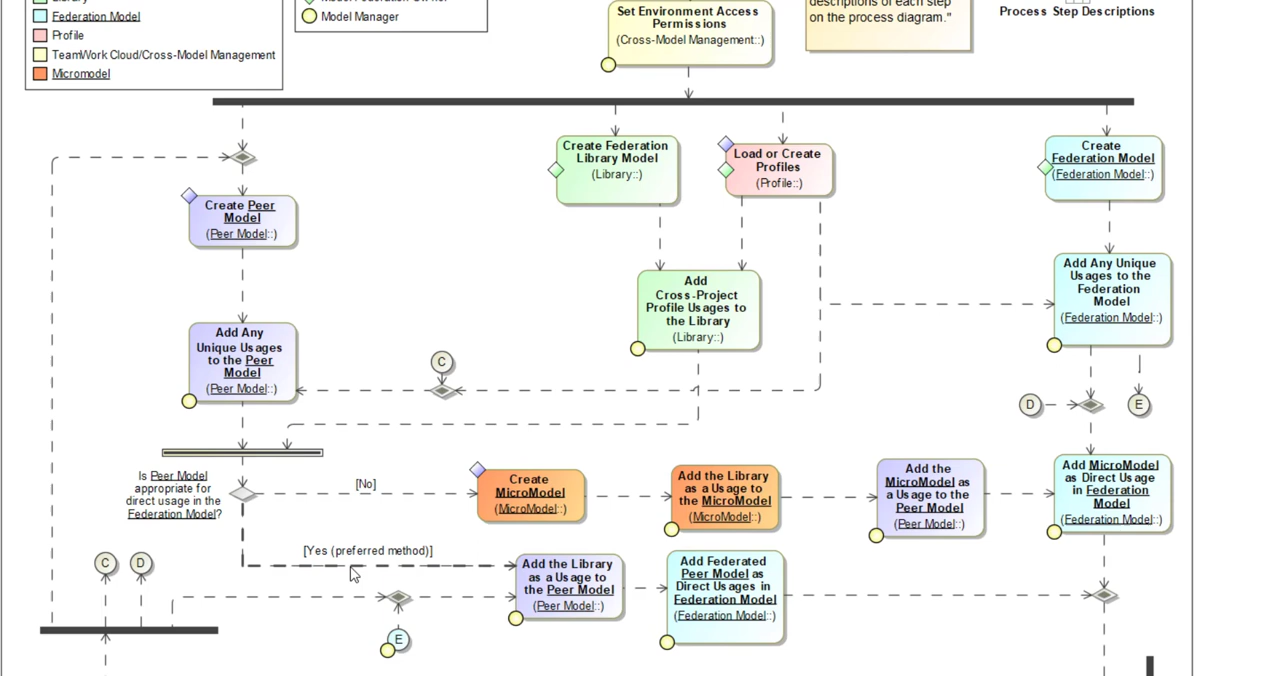 Library
Federation Model
Profile
TeamWork Cloud/Cross-Model Management
Micromodel
Model Federation Owner
Model Manager
Set Environment Access
Permissions
(Cross-Model Management::)
descriptions of each step
on the process diagram."
Process Step Descriptions
Create Federation
Library Model
(Library::)
Load or Create
Profiles
(Profile::)
Create
Federation Model
(Federation Model::)
Create Peer
Model
(Peer Model::)
Add
Cross-Project
Profile Usages to
the Library
(Library::)
Add Any Unique
Usages to the
Federation
Model
(Federation Model::)
Add Any
Unique Usages
to the Peer
Model
(Peer Model::)
C
D
E
Is Peer Model
appropriate for
direct usage in the
Federation Model?
[No]
Create
MicroModel
(MicroModel::)
Add the Library
as a Usage to
the MicroModel
(MicroModel::)
Add the
MicroModel as
a Usage to the
Peer Model
(Peer Model::)
Add MicroModel
as Direct Usage
in Federation
Model
(Federation Model::)
[Yes (preferred method)]
C
D
Add the Library
as a Usage to
the Peer Model
(Peer Model::)
Add Federated
Peer Model as
Direct Usages in
Federation Model
(Federation Model::)
E